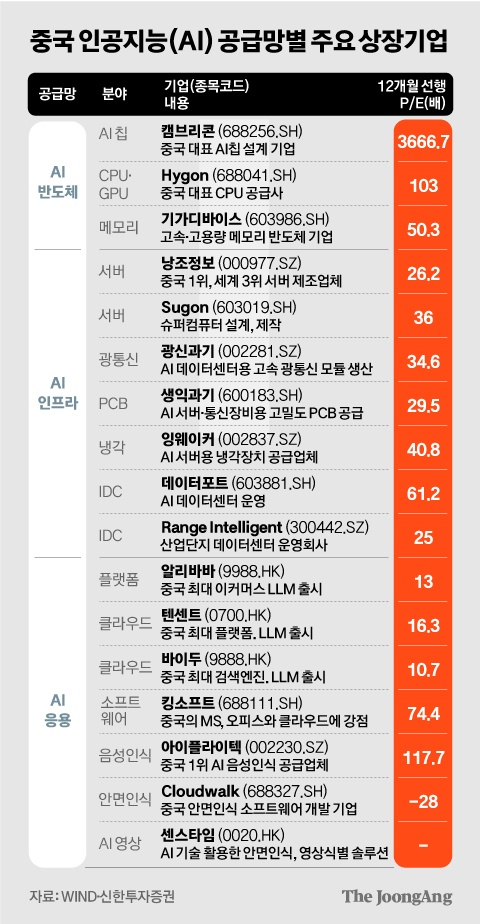 중국 인공지능(AI) 공급망별 주요 상장기업
공급망 분야 기업(종목코드) 12개월 선행
내용 P/E(배)
AI
반도체
AI 칩 캠브리콘 (688256.SH) 3666.7
중국 대표 AI칩 설계 기업
CPU· Hygon (688041.SH) 103
GPU 중국 대표 CPU 공급사
메모리 기가디바이스 (603986.SH) 50.3
고속·고용량 메모리 반도체 기업
AI
인프라
서버 낭조정보 (000977.SZ) 26.2
중국 1위, 세계 3위 서버 제조업체
서버 Sugon (603019.SH) 36
슈퍼컴퓨터 설계, 제작
광통신 광신과기 (002281.SZ) 34.6
AI 데이터센터용 고속 광통신 모듈 생산
PCB 생익과기 (600183.SH) 29.5
AI 서버·통신장비용 고밀도 PCB 공급
냉각 잉웨이커 (002837.SZ) 40.8
AI 서버용 냉각장치 공급업체
IDC 데이터포트 (603881.SH) 61.2
AI 데이터센터 운영
IDC Range Intelligent (300442.SZ) 25
산업단지 데이터센터 운영회사
AI
응용
플랫폼 알리바바 (9988.HK) 13
중국 최대 이커머스 LLM 출시
클라우드 텐센트 (0700.HK) 16.3
중국 최대 플랫폼. LLM 출시
클라우드 바이두 (9888.HK) 10.7
중국 최대 검색엔진. LLM 출시
소프트 킹소프트 (688111.SH) 74.4
웨어 중국의 MS, 오피스와 클라우드에 강점
음성인식 아이플라이텍 (002230.SZ) 117.7
중국 1위 AI 음성인식 공급업체
안면인식 Cloudwalk (688327.SH) -28
중국 안면인식 소프트웨어 개발 기업
AI 영상 센스타임 (0020.HK) -
AI 기술 활용한 안면인식, 영상식별 솔루션
자료: WIND·신한투자증권 The JoongAng